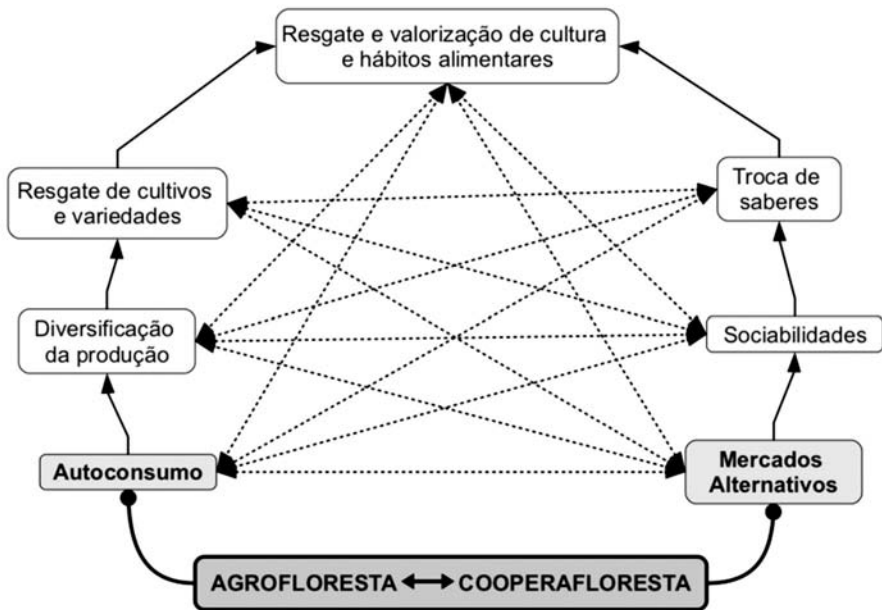 Resgate e valorização de cultura
e hábitos alimentares
Resgate de cultivos
e variedades
Troca de
saberes
Diversificação
da produção
Sociabilidades
Autoconsumo
Mercados
Alternativos
AGROFLORESTA COOPERAFLORESTA